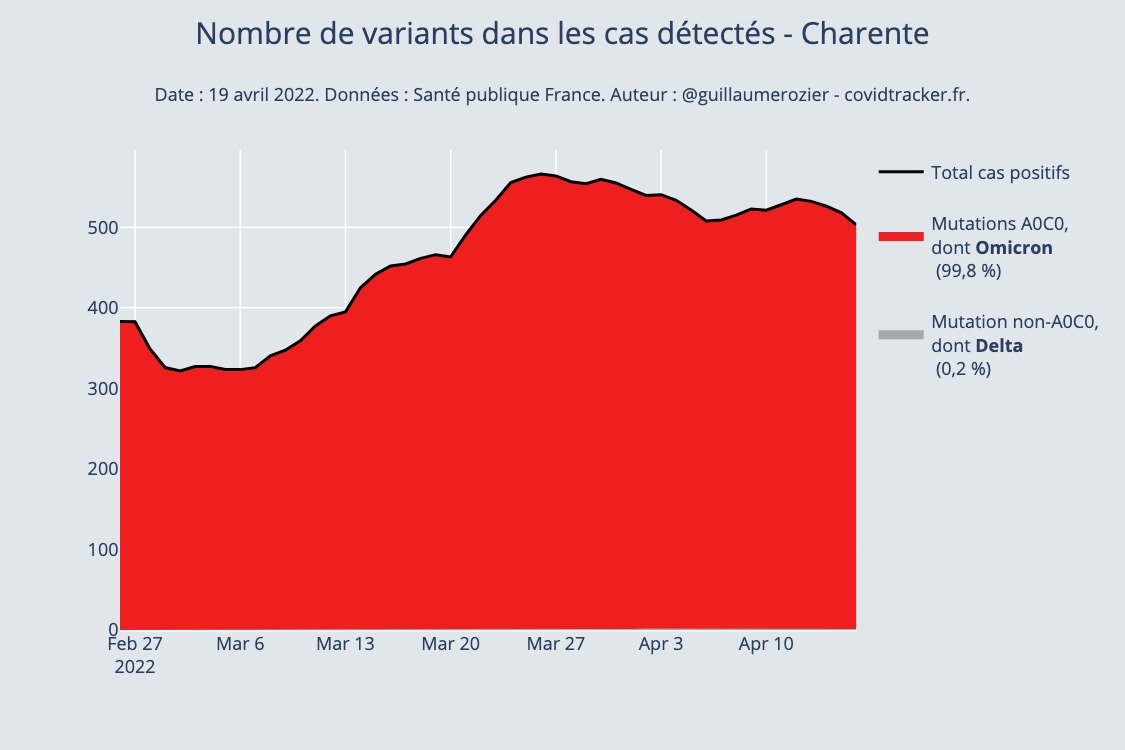 Nombre de variants dans les cas détectés - Charente
Date : 19 avril 2022. Données : Santé publique France. Auteur : @guillaumerozier - covidtracker.fr.
Total cas positifs
Mutations A0C0,
dont Omicron
(99,8 %)
Mutation non-A0C0,
dont Delta
(0,2 %)
500
400
300
200
100
0
Feb 27 Mar 6 Mar 13 Mar 20 Mar 27 Apr 3 Apr 10
2022